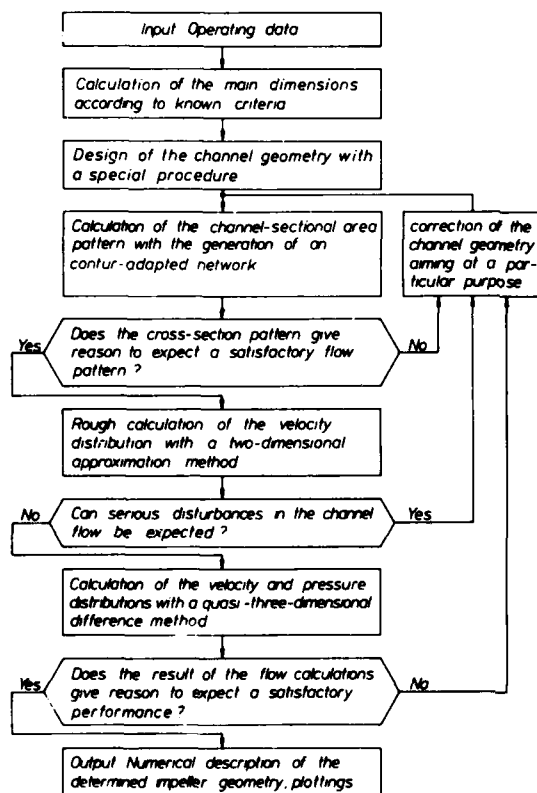 Input Operating data
Calculation of the main dimensions
according to known criteria
Design of the channel geometry with
a special procedure
Calculation of the channel-sectional area
pattern with the generation of an
contur-adapted network
correction of the
channel geometry
aiming at a par-
ticular purpose
Yes
Does the cross-section pattern give
reason to expect a satisfactory flow
pattern ?
No
Rough calculation of the velocity
distribution with a two-dimensional
approximation method
No
Can serious disturbances in the channel
flow be expected ?
Yes
Calculation of the velocity and pressure
distributions with a quasi-three-dimensional
difference method
Yes
Does the result of the flow calculations
give reason to expect a satisfactory
performance ?
No
Output Numerical description of the
determined impeller geometry, plottings